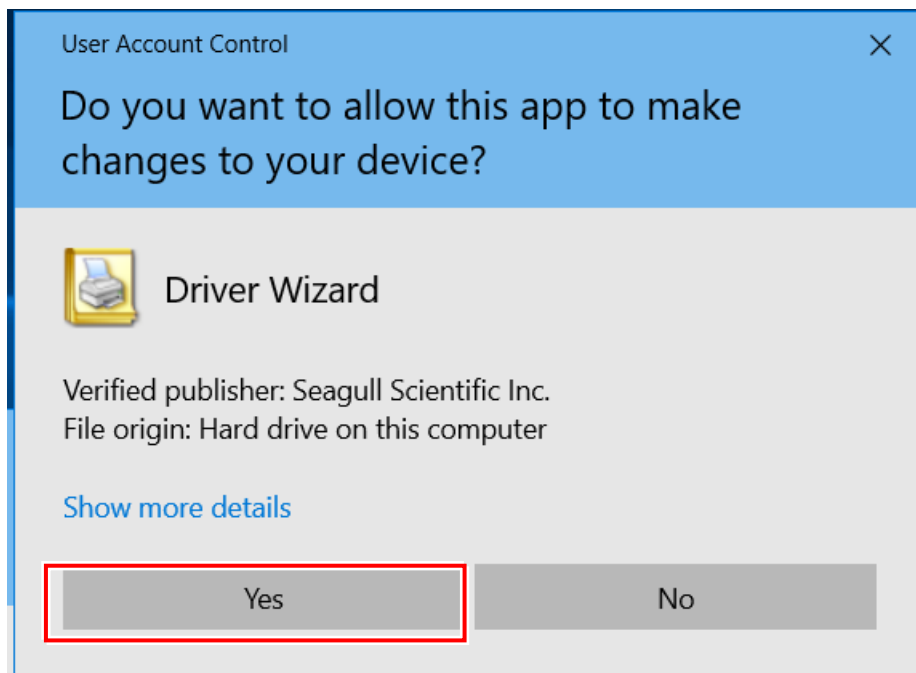 User Account Control
Do you want to allow this app to make
changes to your device?
Driver Wizard
Verified publisher: Seagull Scientific Inc.
File origin: Hard drive on this computer
Show more details
Yes
No